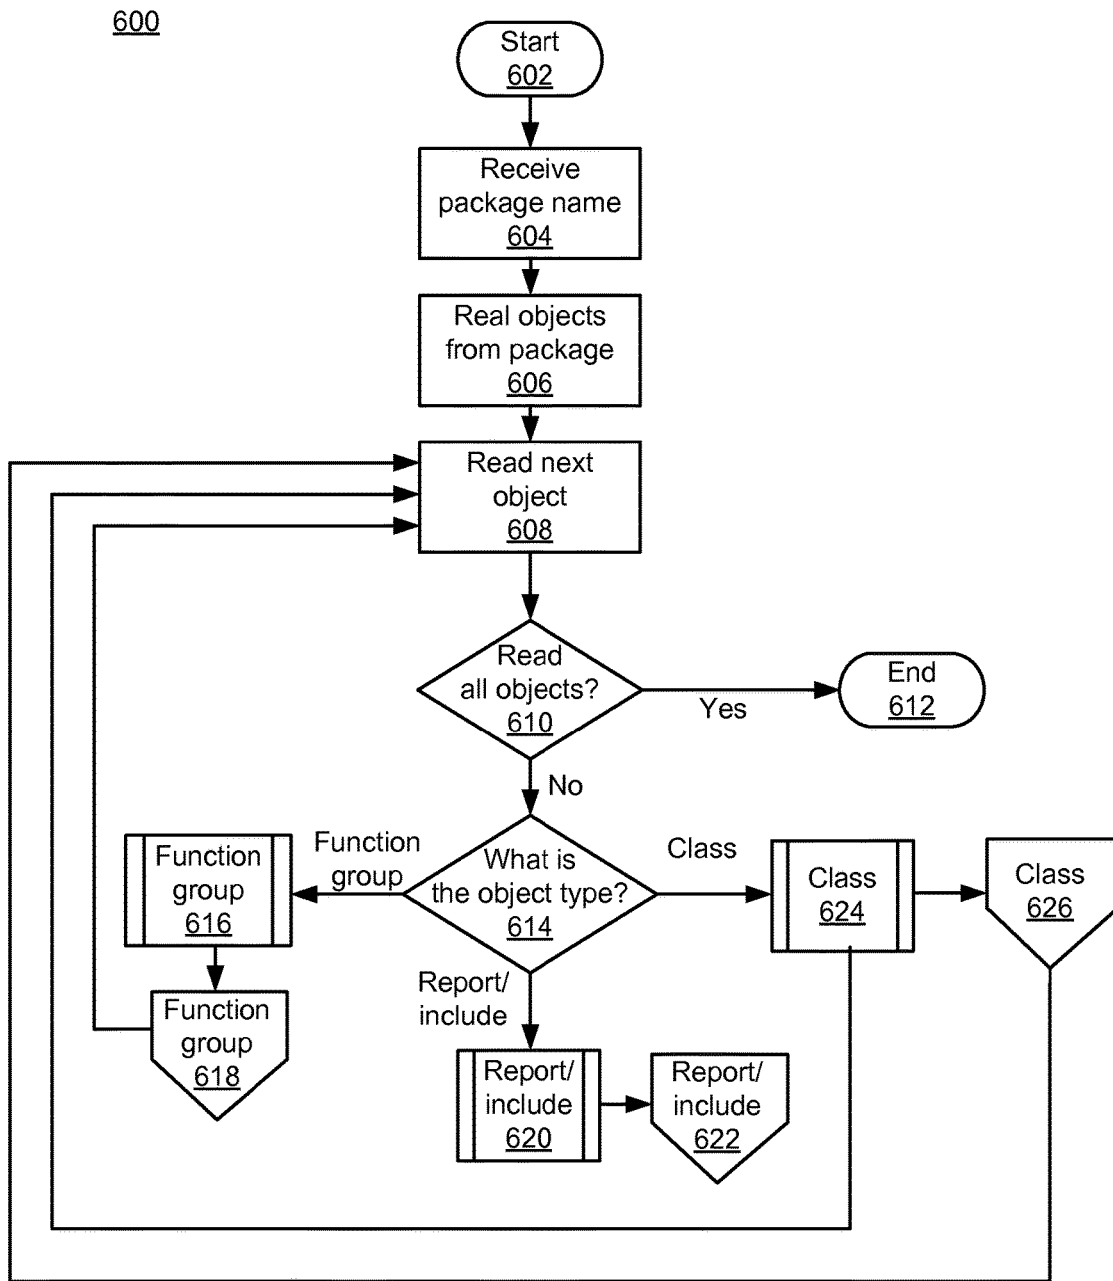 600
Start
602
Receive
package name
604
Real objects
from package
606
Read next
object
608
Read
all objects?
610
Yes
End
612
No
What is
the object type?
614
Function
group
Function
group
616
Function
group
618
Report/
include
Report/
include
620
Report/
include
622
Class
Class
624
Class
626